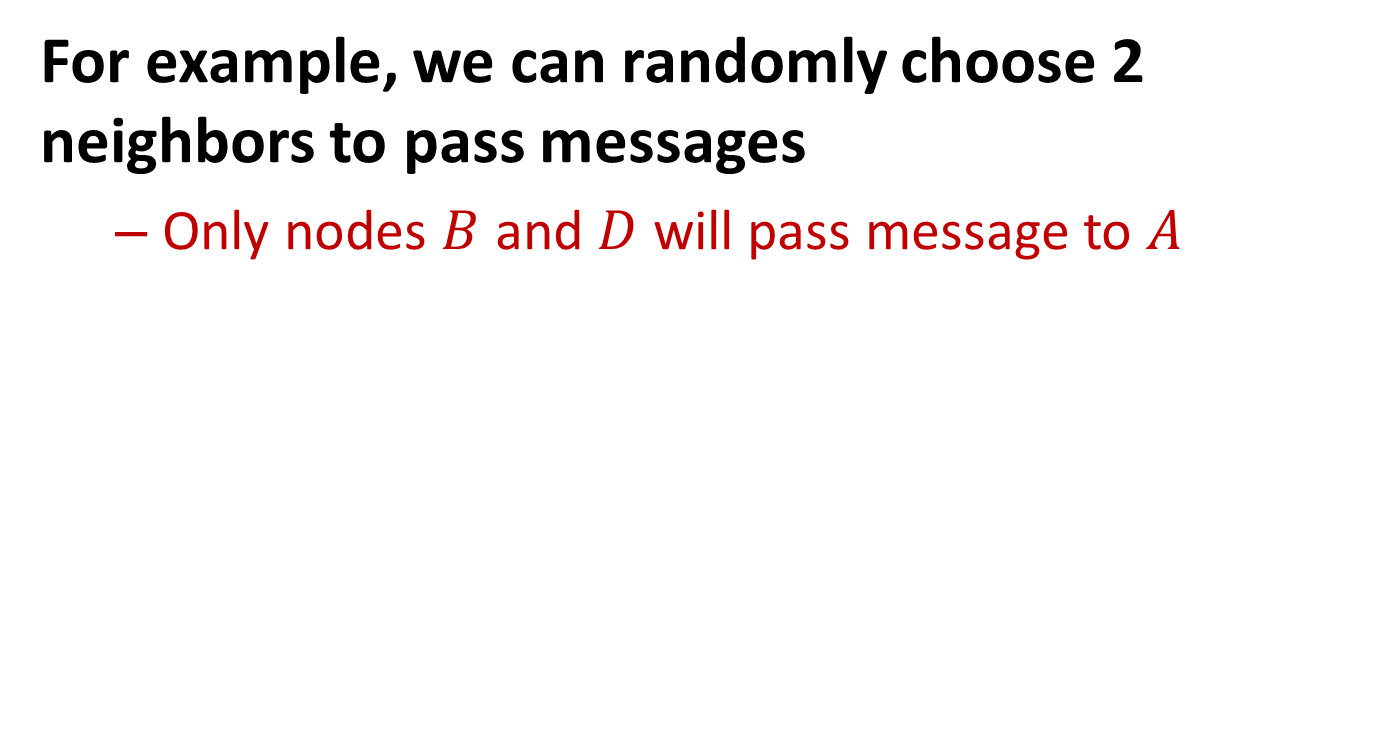 For example, we can randomly choose 2
neighbors to pass messages
– Only nodes B and D will pass message to A